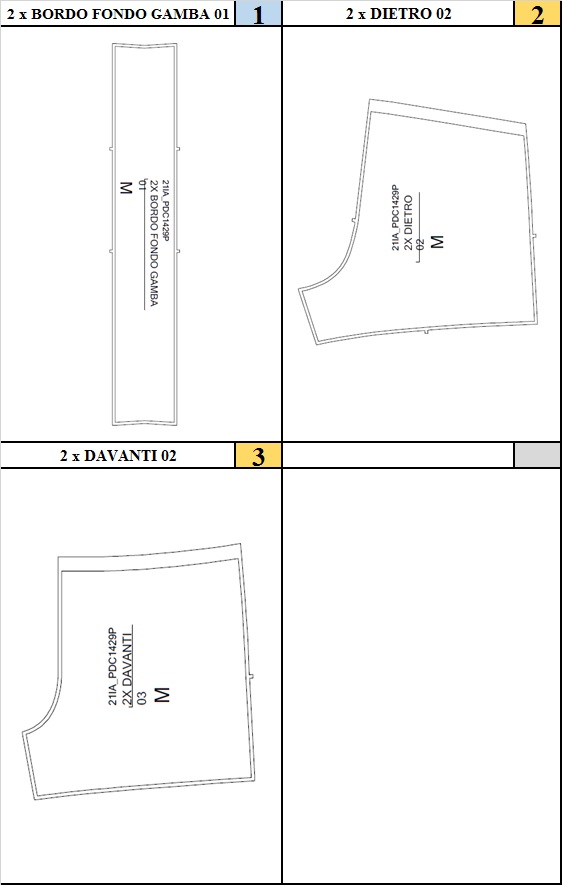 2 x BORDO FONDO GAMBA 01
1
2 x DIETRO 02
2
21IA_PDC1429P
2X BORDO FONDO GAMBA
01
M
21IA_PDC1429P
2X DIETRO
02
M
2 x DAVANTI 02
3
21IA_PDC1429P
2X DAVANTI
03
M